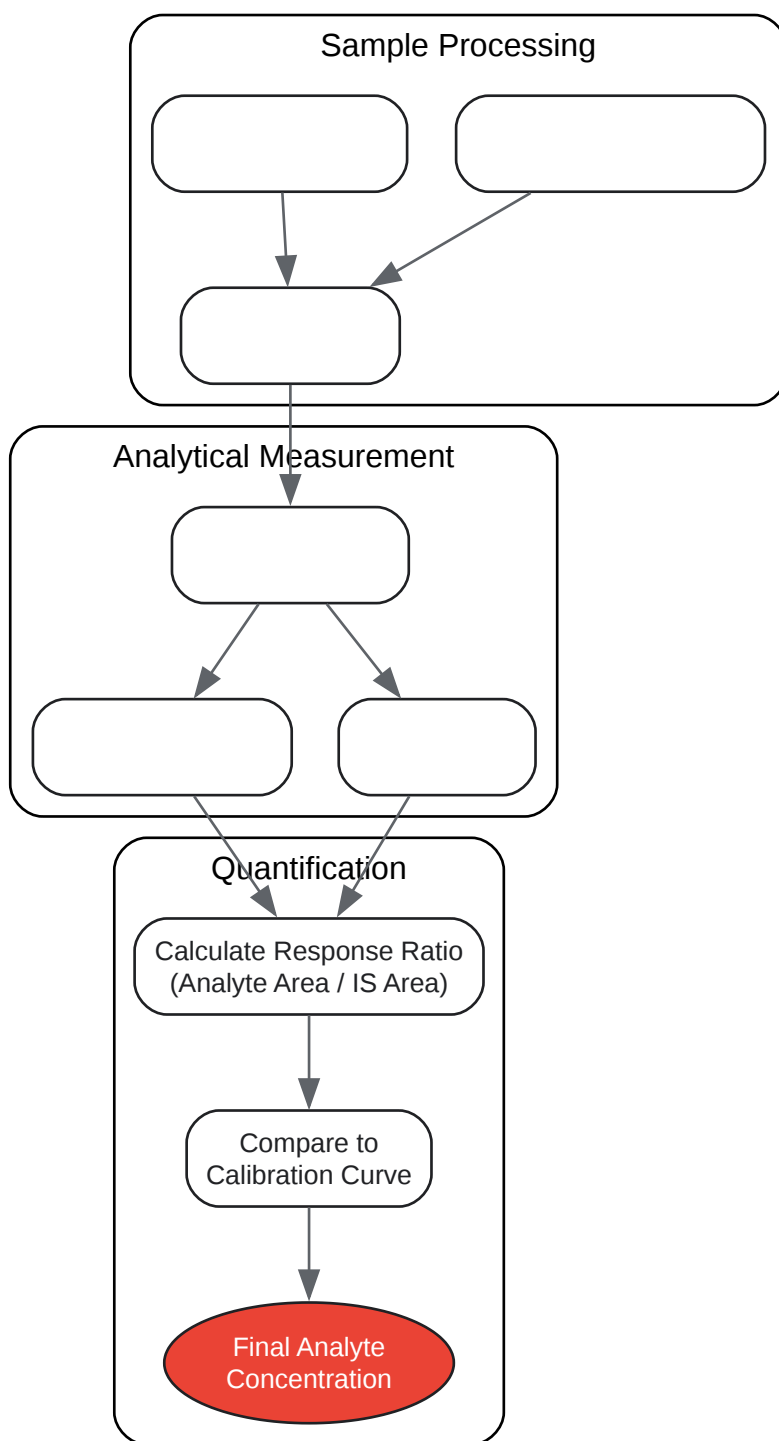 Sample Processing
Analytical Measurement
Quantification
Calculate Response Ratio
(Analyte Area / IS Area)
Compare to
Calibration Curve
Final Analyte
Concentration